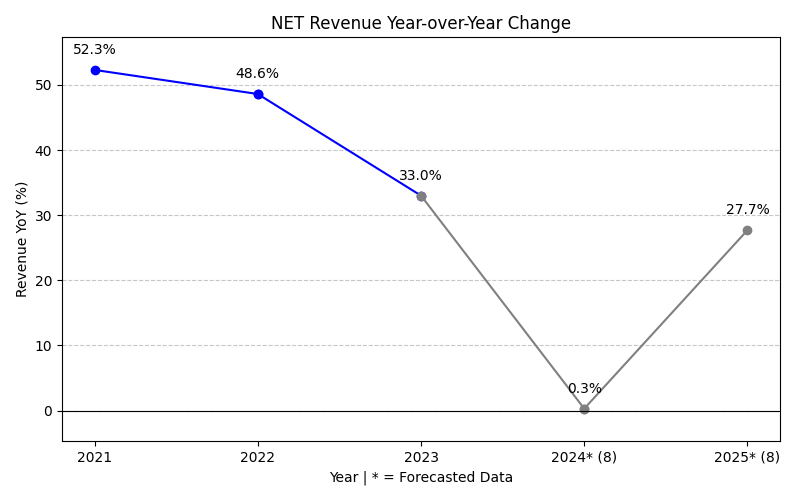 NET Revenue Year-over-Year Change
52.3%
48.6%
33.0%
0.3%
27.7%
Revenue YoY (%)
50
40
30
20
10
0
2021 2022 2023 2024* (8) 2025* (8)
Year | * = Forecasted Data